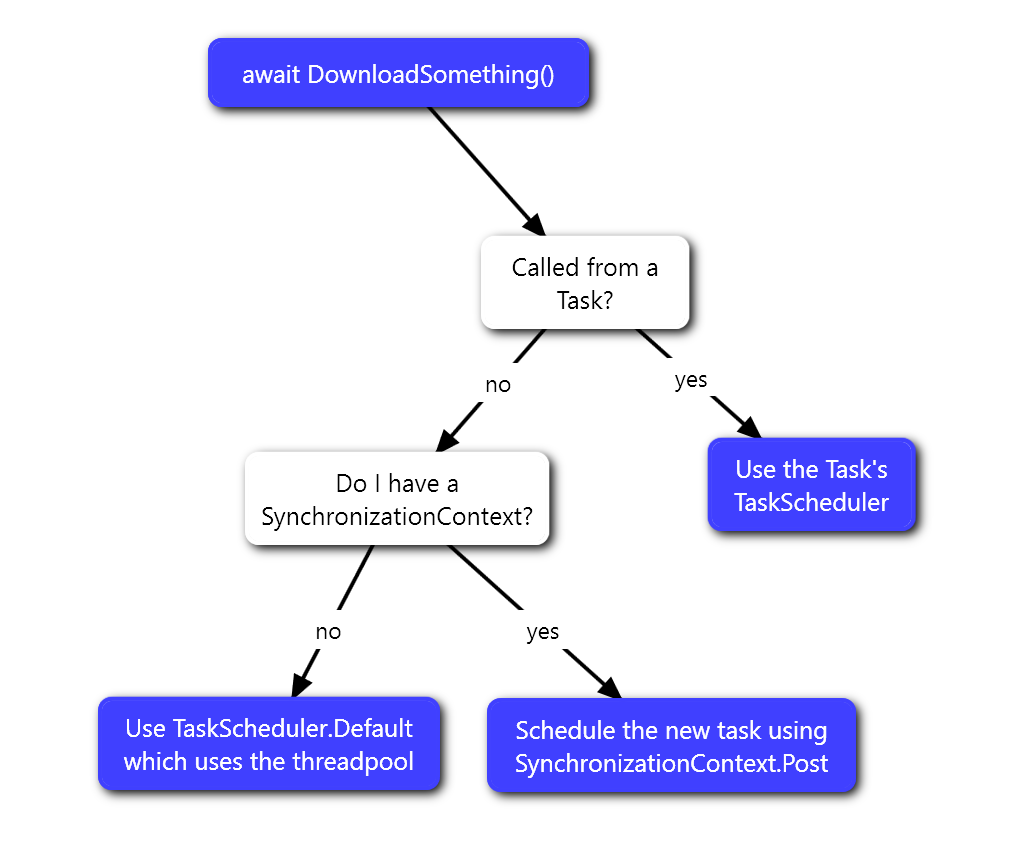 await DownloadSomething()
Called from a
Task?
no
yes
Do I have a
SynchronizationContext?
Use the Task's
TaskScheduler
no
yes
Use TaskScheduler.Default
which uses the threadpool
Schedule the new task using
SynchronizationContext.Post